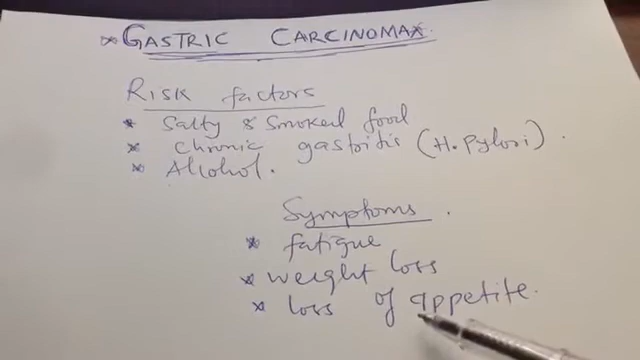 * GASTRIC CARCINOMA*.
Risk factors
* Salty & Smoked food
* Chronic gastritis (H. Pylori).
* Alcohol.
Symptoms.
* fatigue
* weight loss
* loss of appetite.